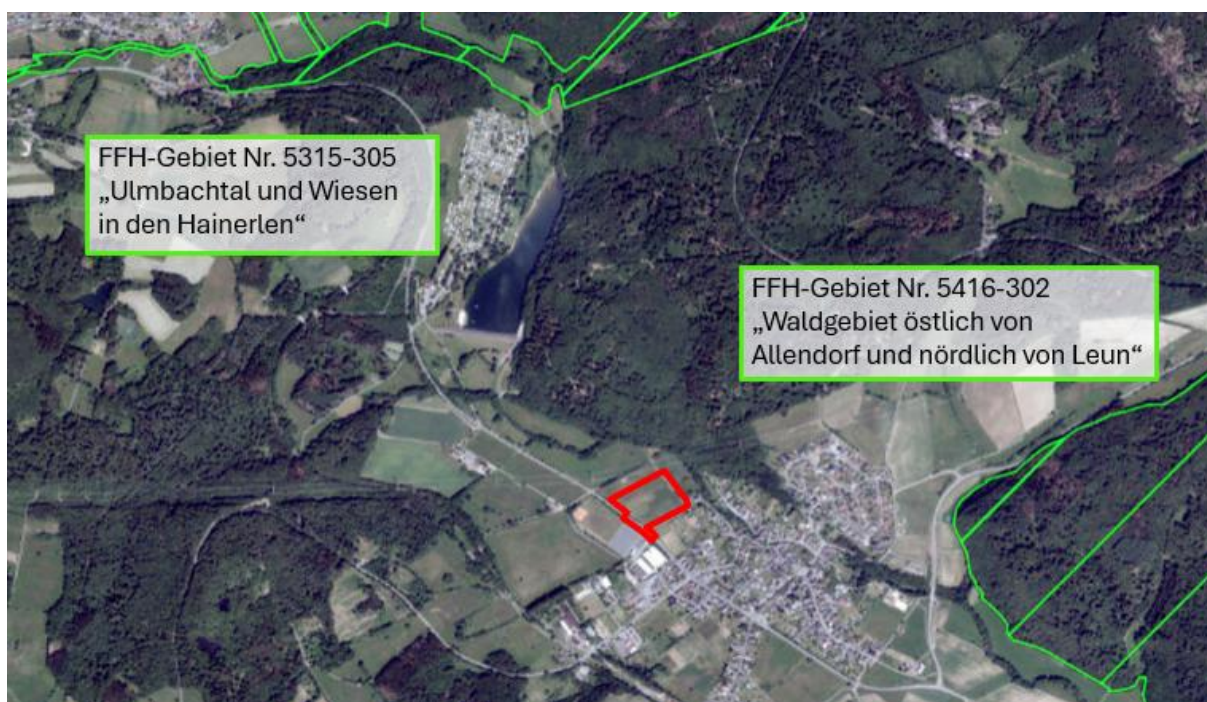 FFH-Gebiet Nr. 5315-305
„Ulmbachtal und Wiesen
in den Hainerlen“
FFH-Gebiet Nr. 5416-302
„Waldgebiet östlich von
Allendorf und nördlich von Leun“